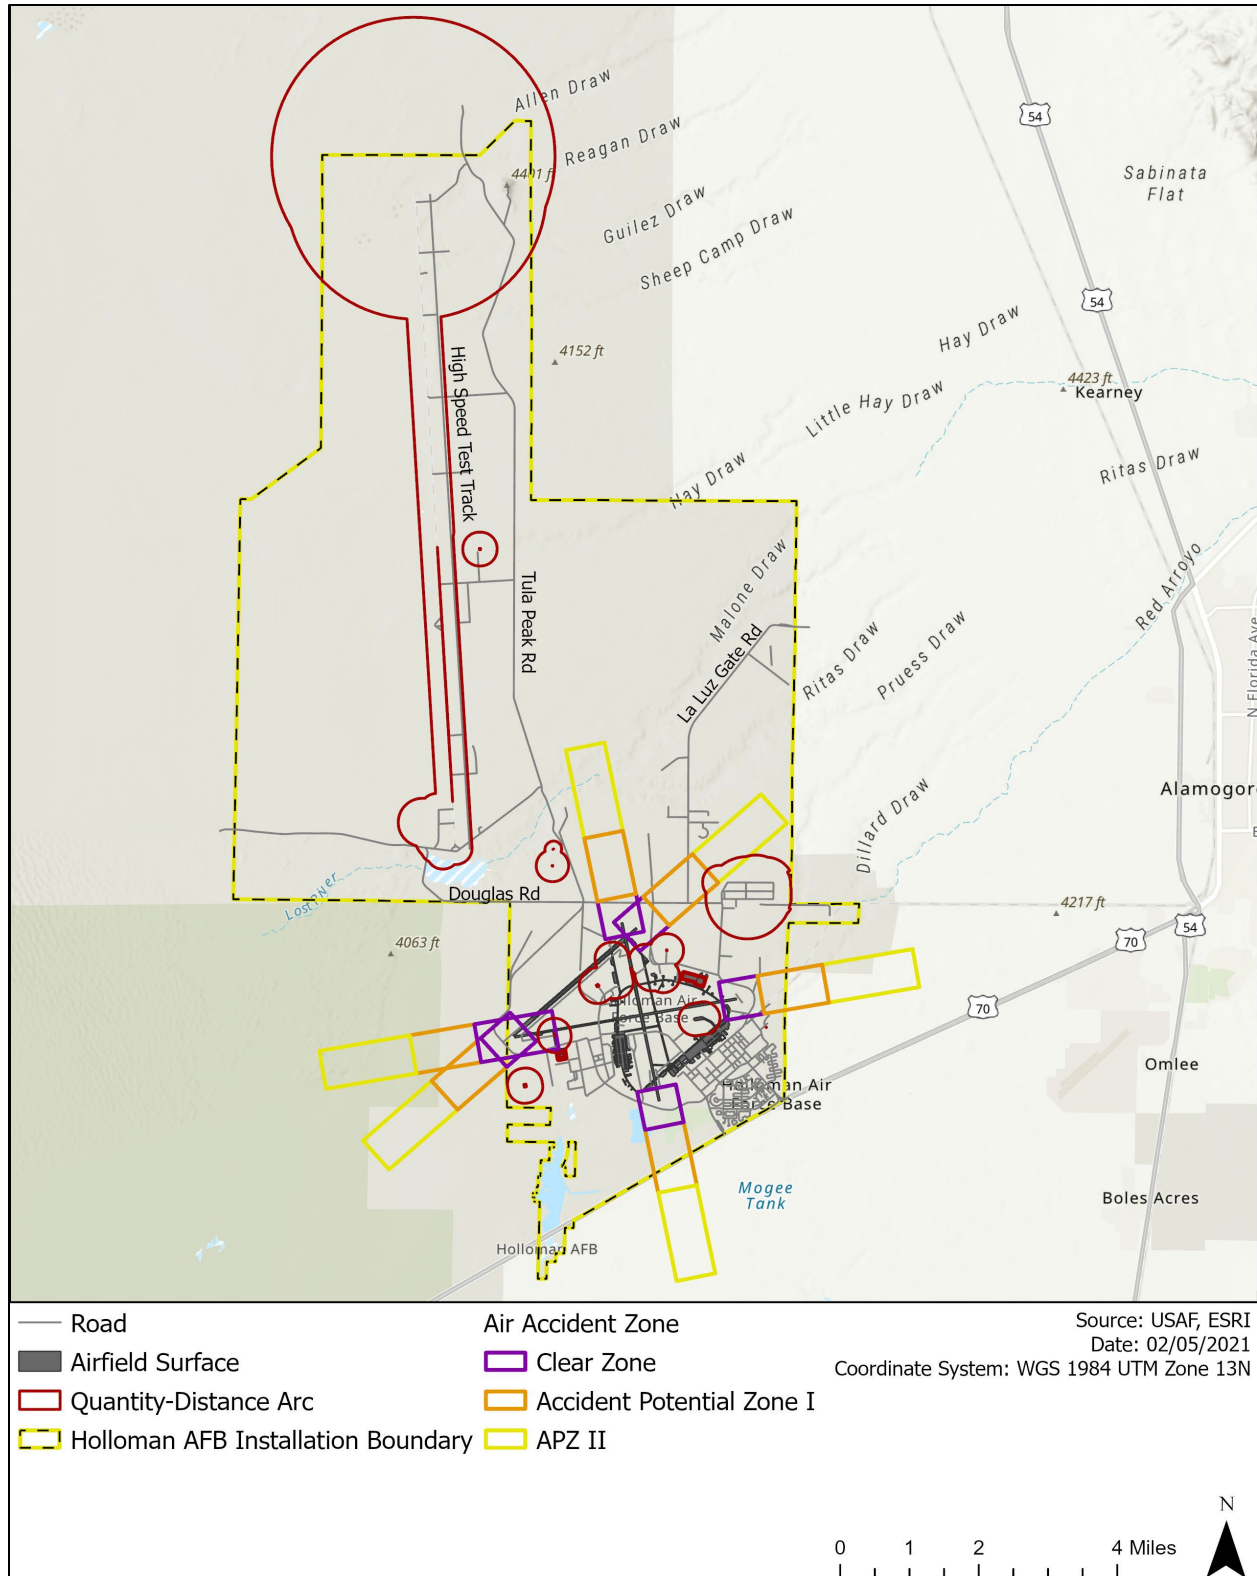 Allen Draw
54
Reagan Draw
4401 ft
Sabinata
Flat
Guilez Draw
Sheep Camp Draw
54
Hay Draw
4152 ft
High Speed Test Track
4423 ft
Kearney
Little Hay Draw
Hay Draw
Ritas Draw
Red Arroyo
Malone Draw
Tula Peak Rd
La Luz Gate Rd
Ritas Draw
Pruess Draw
N Florida Ave
Alamogor
Dillard Draw
Lost River
Douglas Rd
4217 ft
54
70
4063 ft
Holloman Air
Force Base
70
Omlee
Holloman Air
Force Base
Mogee
Tank
Boles Acres
Holloman AFB
Road
Airfield Surface
Quantity-Distance Arc
Holloman AFB Installation Boundary
Air Accident Zone
Clear Zone
Accident Potential Zone I
APZ II
Source: USAF, ESRI
Date: 02/05/2021
Coordinate System: WGS 1984 UTM Zone 13N
N
0 1 2 4 Miles